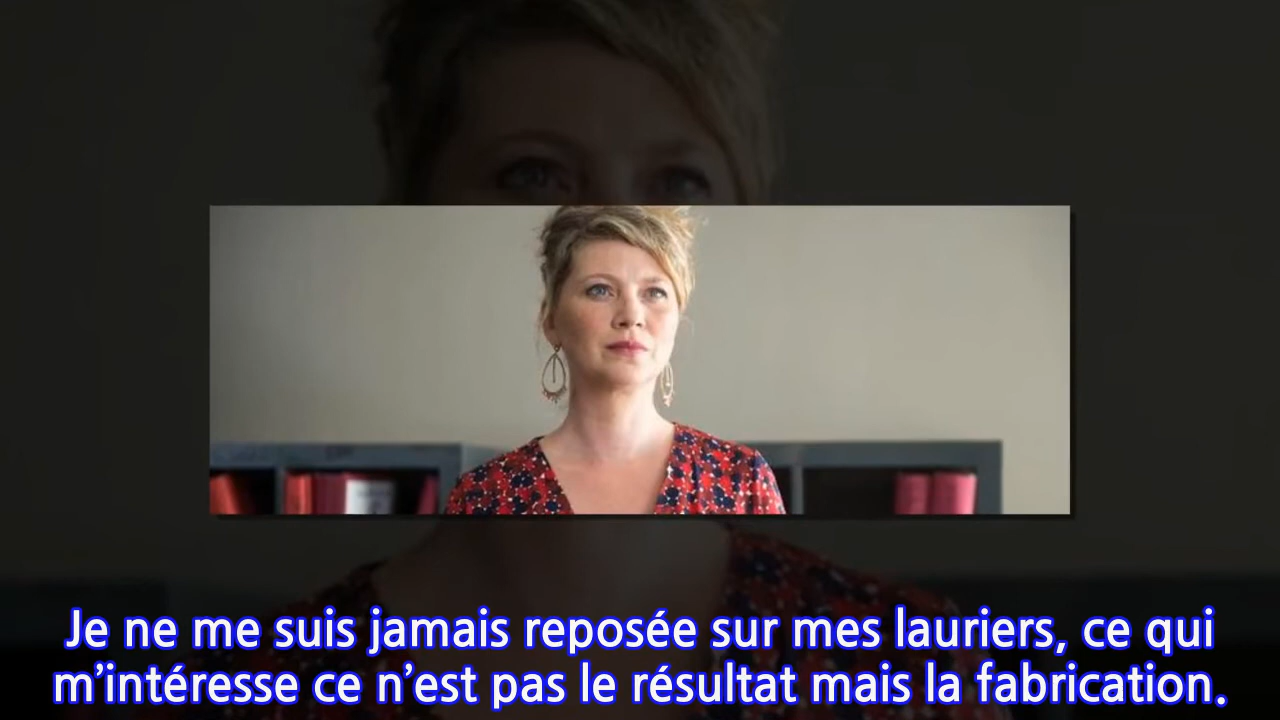 Je ne me suis jamais reposée sur mes lauriers, ce qui
m’intéresse ce n’est pas le résultat mais la fabrication.